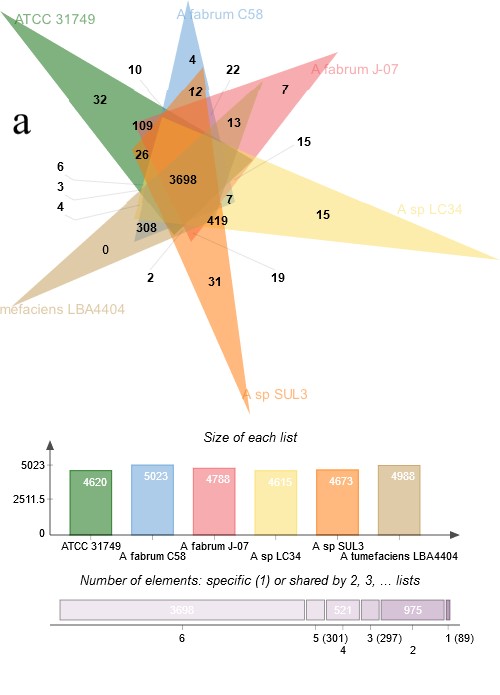 ATCC 31749
A fabrum C58
A fabrum J-07
A sp LC34
A sp SUL3
mefaciens LBA4404
a
4
10
22
32
12
7
109
13
15
26
6
3698
3
7
4
15
308
419
0
2
19
31
Size of each list
5023
2511.5
0
4620
5023
4788
4615
4673
4988
ATCC 31749
A fabrum C58
A fabrum J-07
A sp LC34
A sp SUL3
A tumefaciens LBA4404
Number of elements: specific (1) or shared by 2, 3, ... lists
3698
521
975
6
5 (301)
4
3 (297)
2
1 (89)